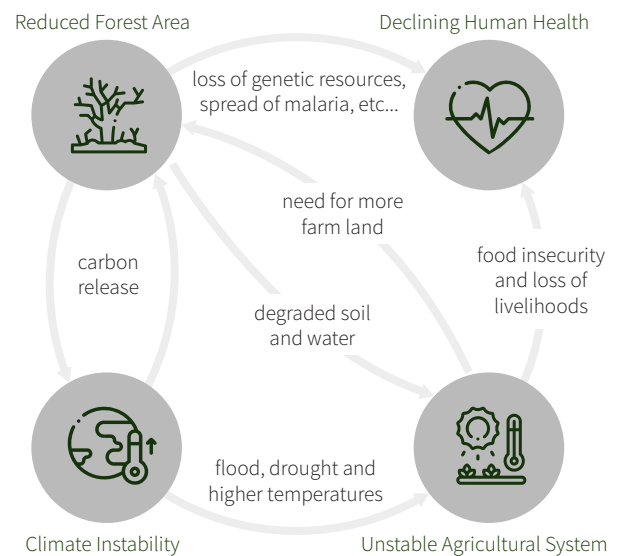 Reduced Forest Area
Declining Human Health
loss of genetic resources,
spread of malaria, etc...
need for more
farm land
carbon
release
food insecurity
and loss of
livelihoods
degraded soil
and water
flood, drought and
higher temperatures
Climate Instability
Unstable Agricultural System